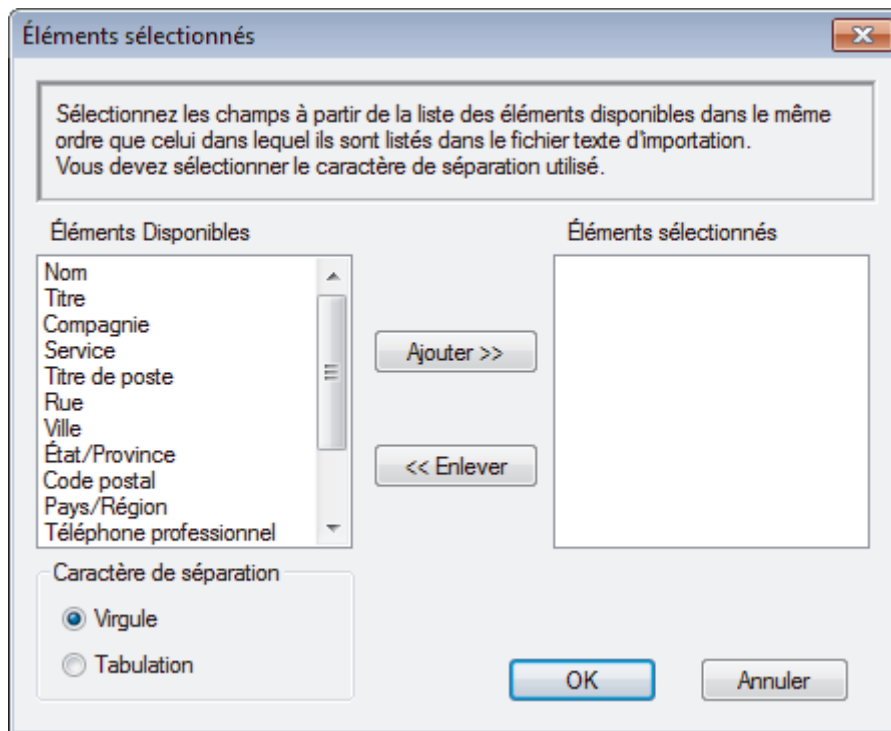 Éléments sélectionnés
Sélectionnez les champs à partir de la liste des éléments disponibles dans le même
ordre que celui dans lequel ils sont listés dans le fichier texte d'importation.
Vous devez sélectionner le caractère de séparation utilisé.
Éléments Disponibles
Éléments sélectionnés
Nom
Titre
Compagnie
Service
Titre de poste
Rue
Ville
État/Province
Code postal
Pays/Région
Téléphone professionnel
Ajouter >>
<< Enlever
Caractère de séparation
Virgule
Tabulation
OK
Annuler